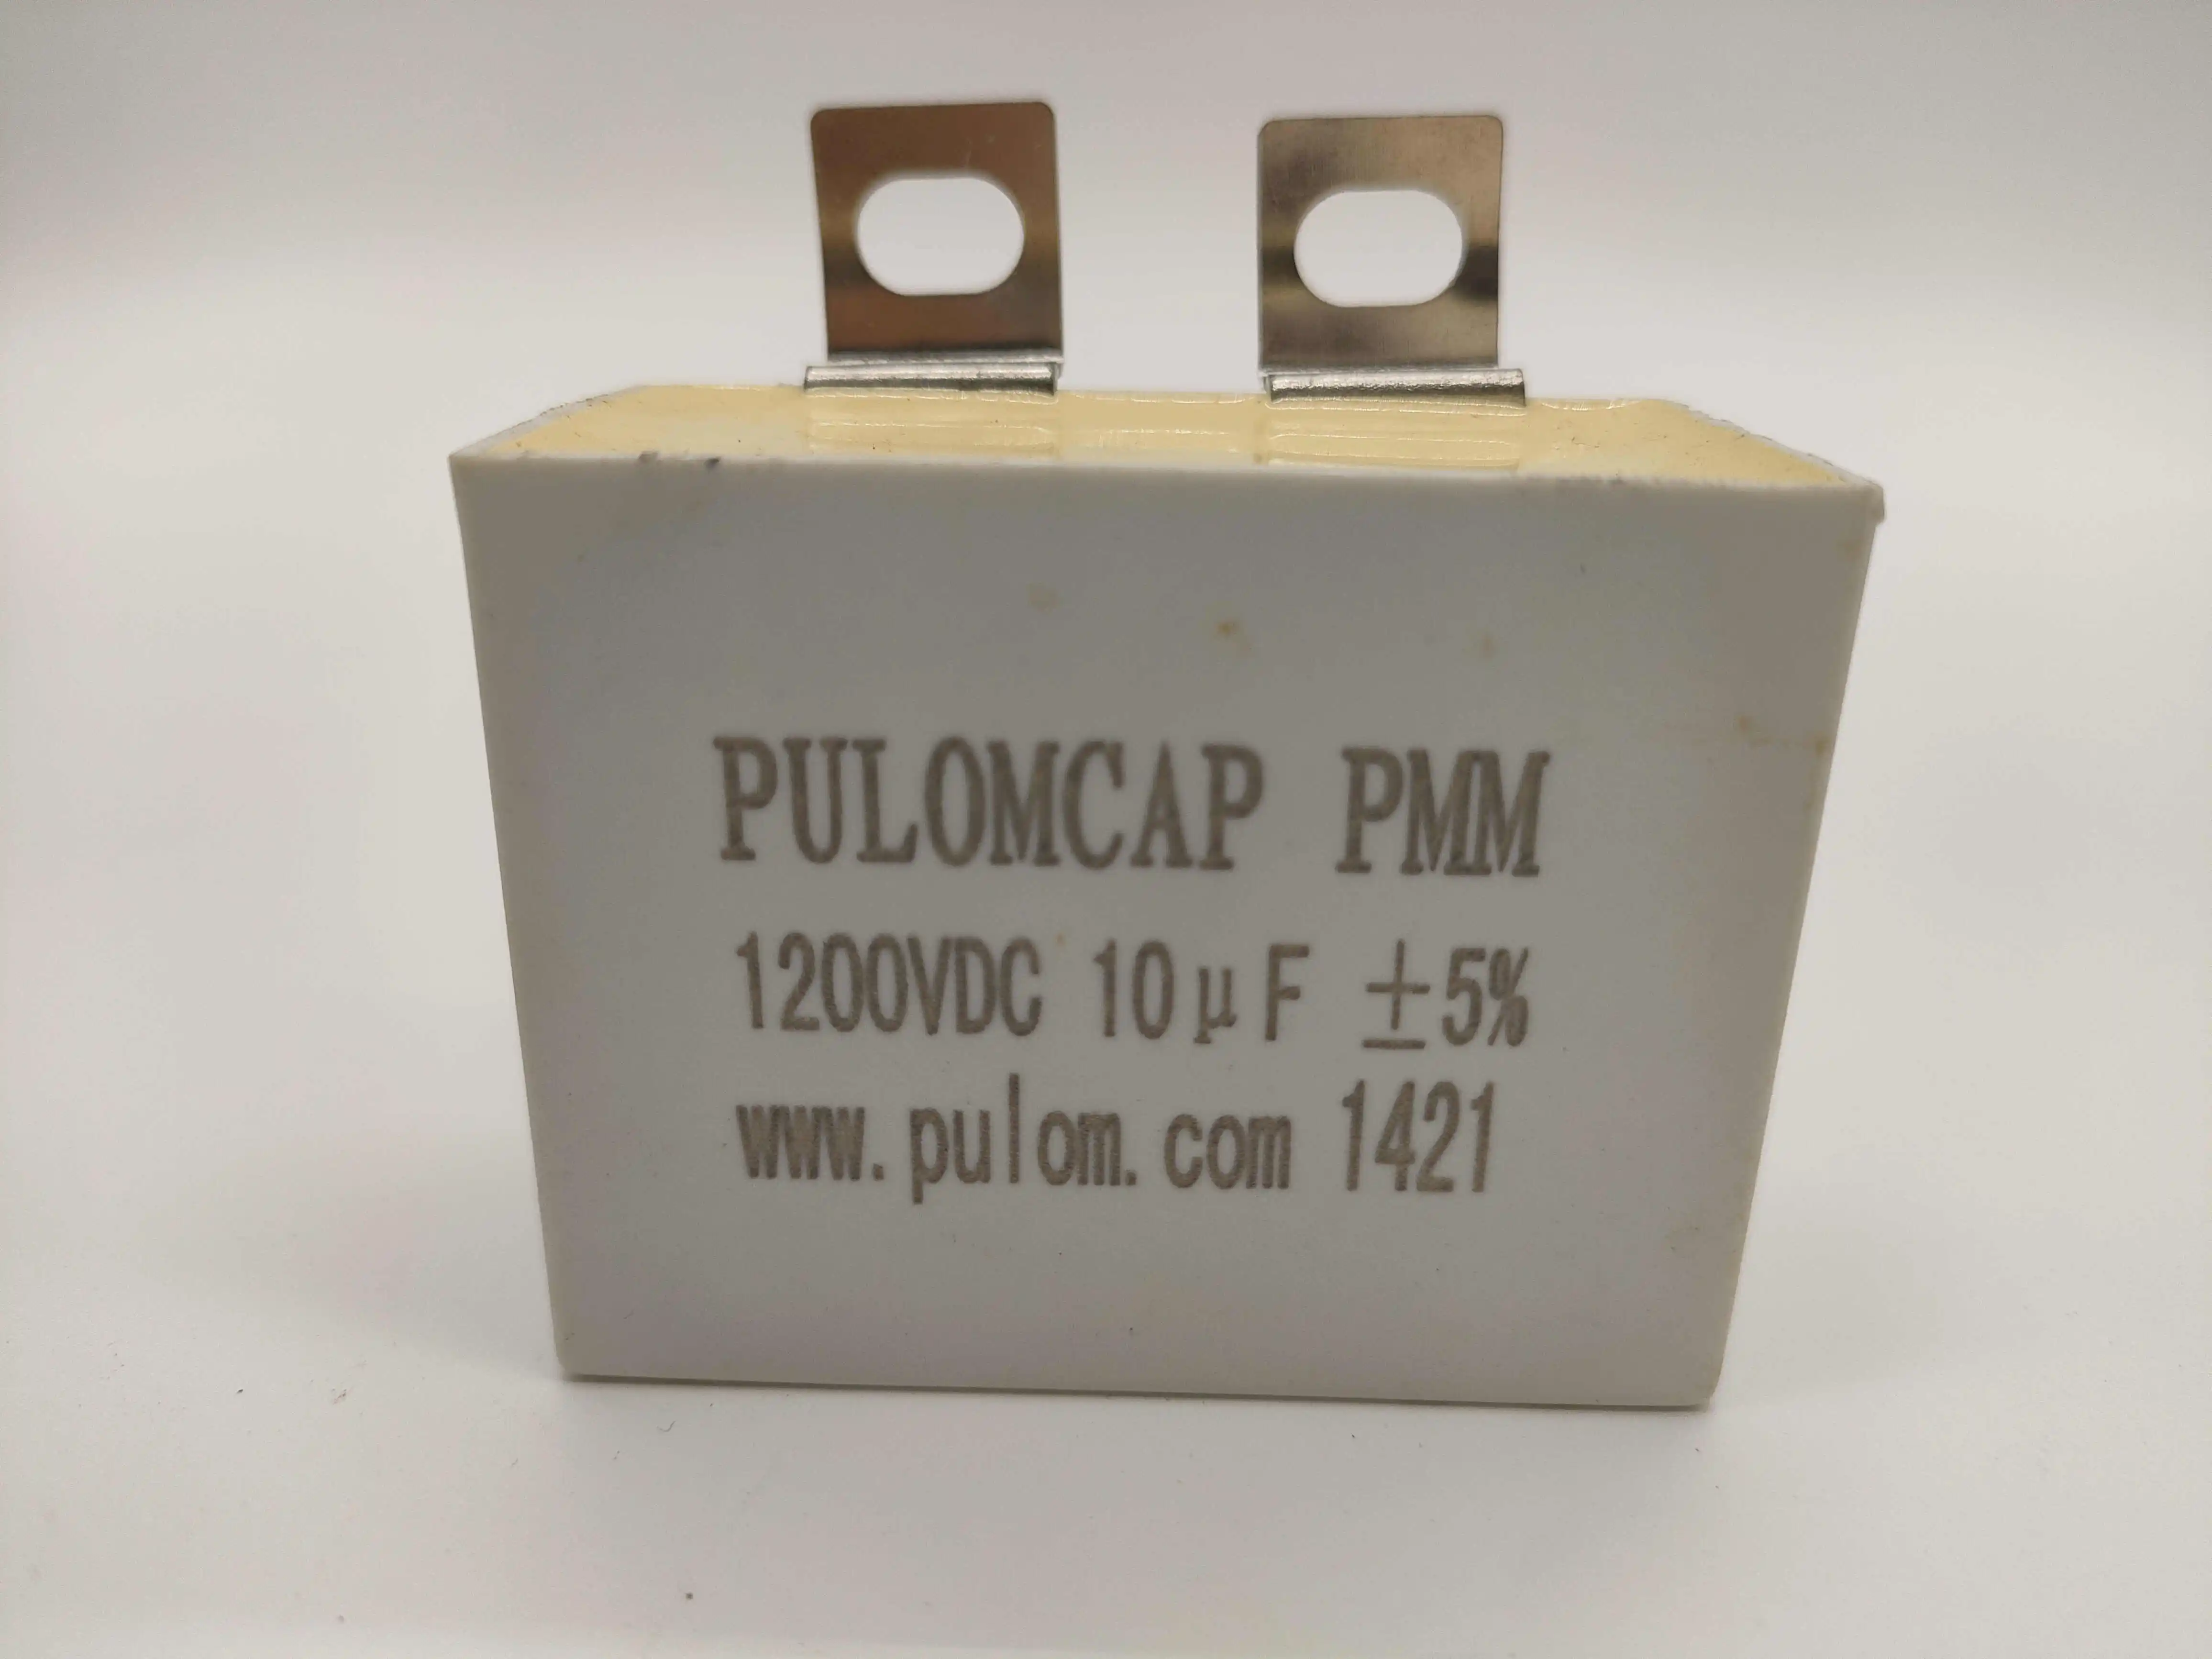 PULOMCAP PMM
1200VDC 10μF ±5%
www.pulom.com 1421